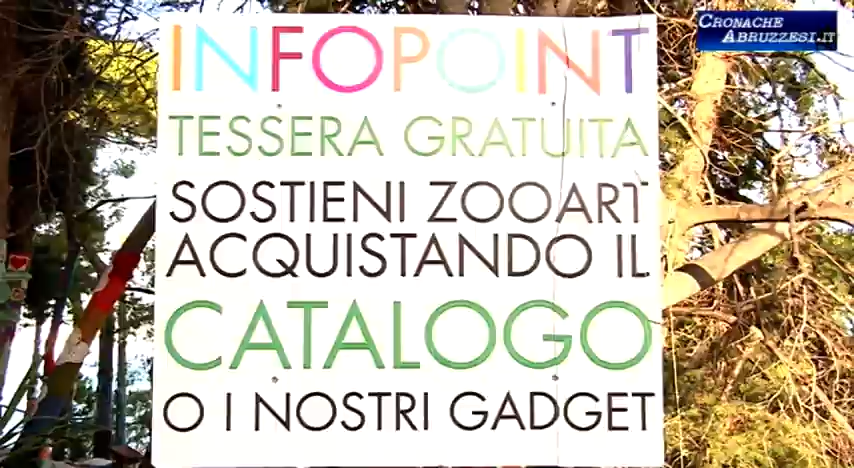 CRONACHE
ABRUZZESI.IT
INFOPOINT
TESSERA GRATUITA
SOSTIENI ZOOART
ACQUISTANDO IL
CATALOGO
O I NOSTRI GADGET